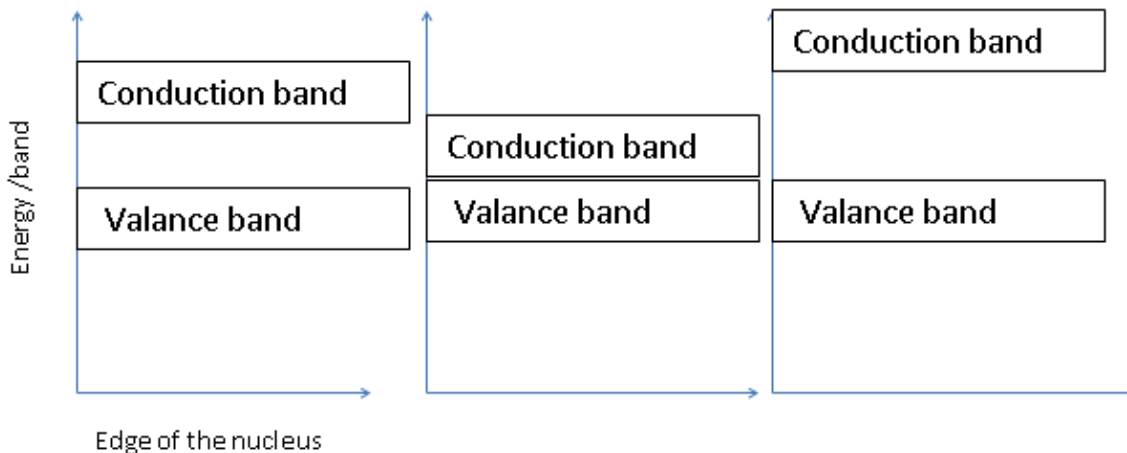 Conduction band
Conduction band
Conduction band
Valance band
Valance band
Valance band
Energy /band
Edge of the nucleus